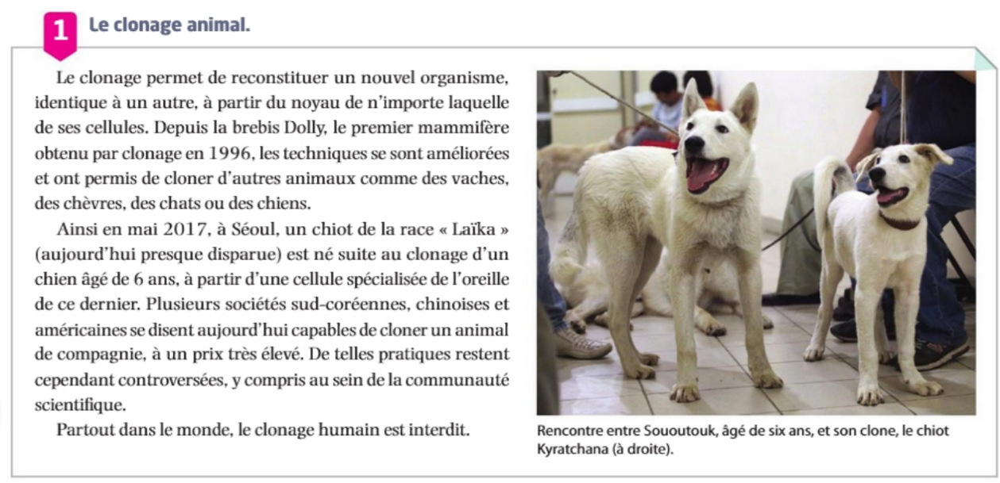 1 Le clonage animal.
Le clonage permet de reconstituer un nouvel organisme,
identique à un autre, à partir du noyau de n'importe laquelle
de ses cellules. Depuis la brebis Dolly, le premier mammifère
obtenu par clonage en 1996, les techniques se sont améliorées
et ont permis de cloner d'autres animaux comme des vaches,
des chèvres, des chats ou des chiens.
Ainsi en mai 2017, à Séoul, un chiot de la race « Laïka »
(aujourd'hui presque disparue) est né suite au clonage d'un
chien âgé de 6 ans, à partir d'une cellule spécialisée de l'oreille
de ce dernier. Plusieurs sociétés sud-coréennes, chinoises et
américaines se disent aujourd'hui capables de cloner un animal
de compagnie, à un prix très élevé. De telles pratiques restent
cependant controversées, y compris au sein de la communauté
scientifique.
Partout dans le monde, le clonage humain est interdit.
Rencontre entre Sououtouk, âgé de six ans, et son clone, le chiot
Kyratchana (à droite).